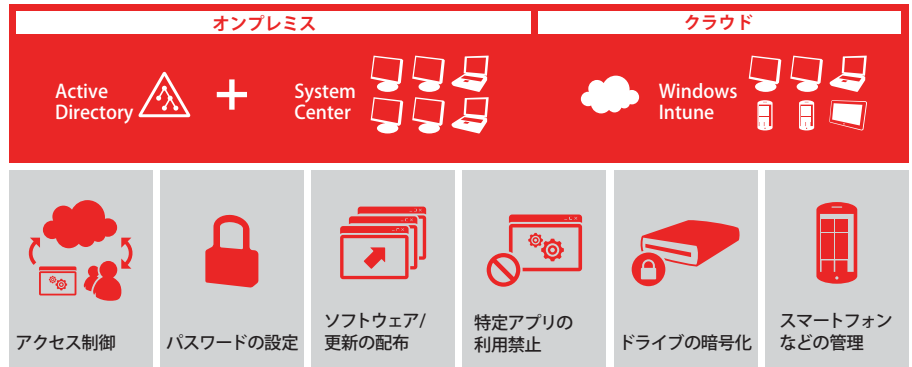 オンプレミス
クラウド
Active
Directory
System
Center
Windows
Intune
アクセス制御
パスワードの設定
ソフトウェア/
更新の配布
特定アプリの
利用禁止
ドライブの暗号化
スマートフォン
などの管理